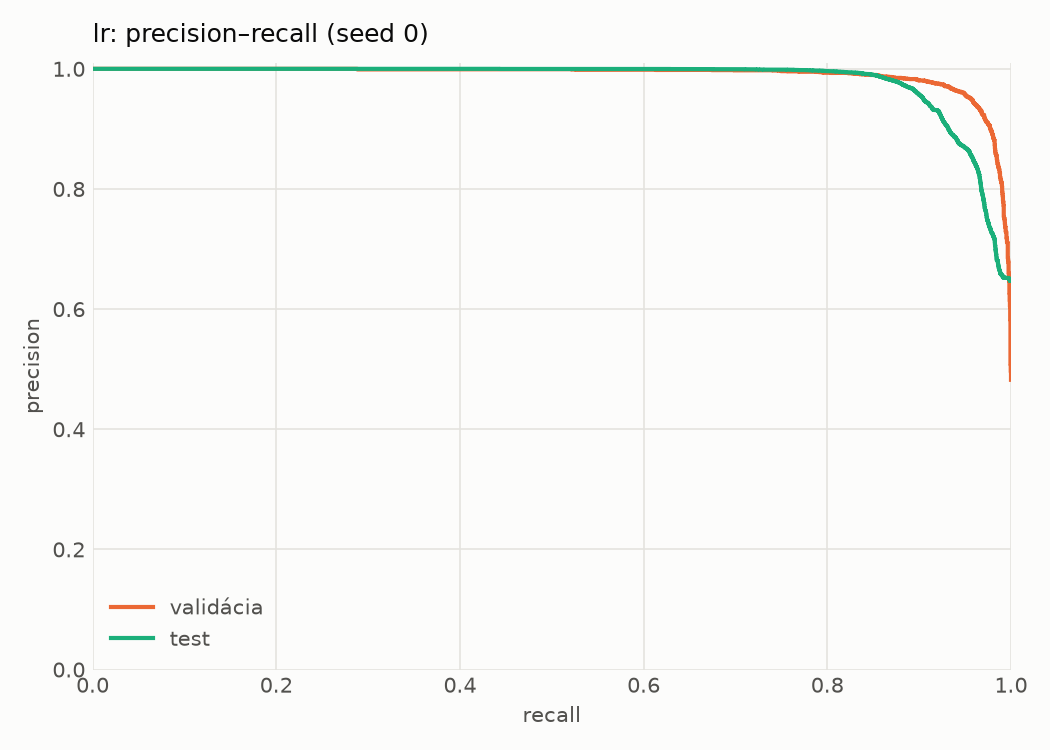 lr: precision–recall (seed 0)
precision
1.0
0.8
0.6
0.4
0.2
0.0
validácia
test
0.0 0.2 0.4 0.6 0.8 1.0
recall